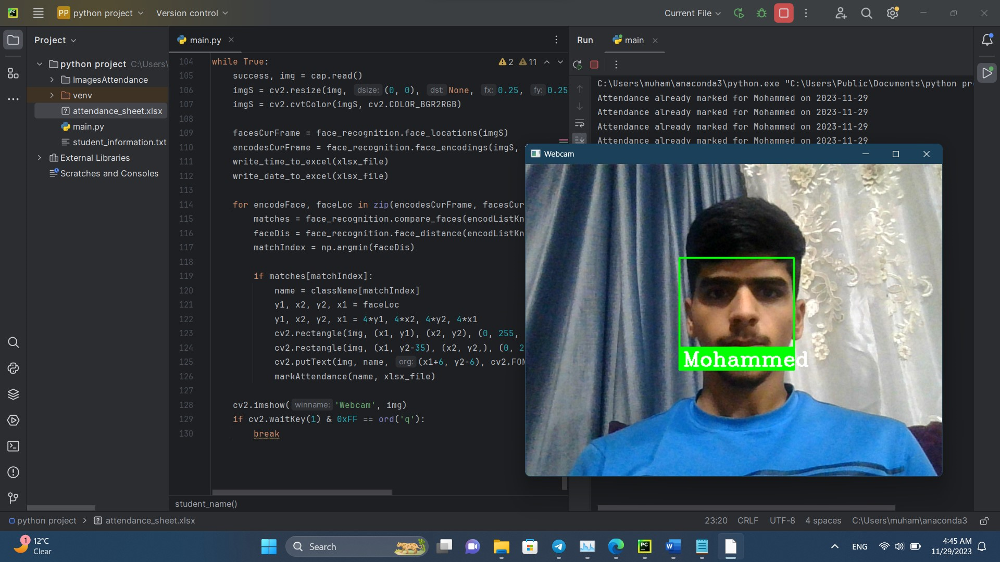 PP python project
Version control
Current File
Project
main.py
Run
main
python project C:\Users\
ImagesAttendance
venv
attendance_sheet.xlsx
main.py
student_information.txt
External Libraries
Scratches and Consoles
2 11
104 while True:
105 success, img = cap.read()
106 imgS = cv2.resize(img, dsize: (0, 0), dst: None, fx: 0.25, fy: 0.25
107 imgS = cv2.cvtColor(imgS, cv2.COLOR_BGR2RGB)
108
109 facesCurFrame = face_recognition.face_locations(imgS)
110 encodesCurFrame = face_recognition.face_encodings(imgS,
111 write_time_to_excel(xlsx_file)
112 write_date_to_excel(xlsx_file)
113
114 for encodeFace, faceLoc in zip(encodesCurFrame, facesCur
115 matches = face_recognition.compare_faces(encodListKn
116 faceDis = face_recognition.face_distance(encodListKn
117 matchIndex = np.argmin(faceDis)
118
119 if matches[matchIndex]:
120 name = className[matchIndex]
121 y1, x2, y2, x1 = faceLoc
122 y1, x2, y2, x1 = 4*y1, 4*x2, 4*y2, 4*x1
123 cv2.rectangle(img, (x1, y1), (x2, y2), (0, 255,
124 cv2.rectangle(img, (x1, y2-35), (x2, y2,), (0, 2
125 cv2.putText(img, name, org: (x1+6, y2-6), cv2.FON
126 markAttendance(name, xlsx_file)
127
128 cv2.imshow( winname: 'Webcam', img)
129 if cv2.waitKey(1) & 0xFF == ord('q'):
130 break
student_name()
C:\Users\muham\anaconda3\python.exe "C:\Users\Public\Documents\python pr
Attendance already marked for Mohammed on 2023-11-29
Attendance already marked for Mohammed on 2023-11-29
Attendance already marked for Mohammed on 2023-11-29
Attendance already marked for Mohammed on 2023-11-29
Webcam
Mohammed
python project > attendance_sheet.xlsx
23:20 CRLF UTF-8 4 spaces C:\Users\muham\anaconda3
1 12°C
Clear
Search
PC
W
ENG
4:45 AM
11/29/2023